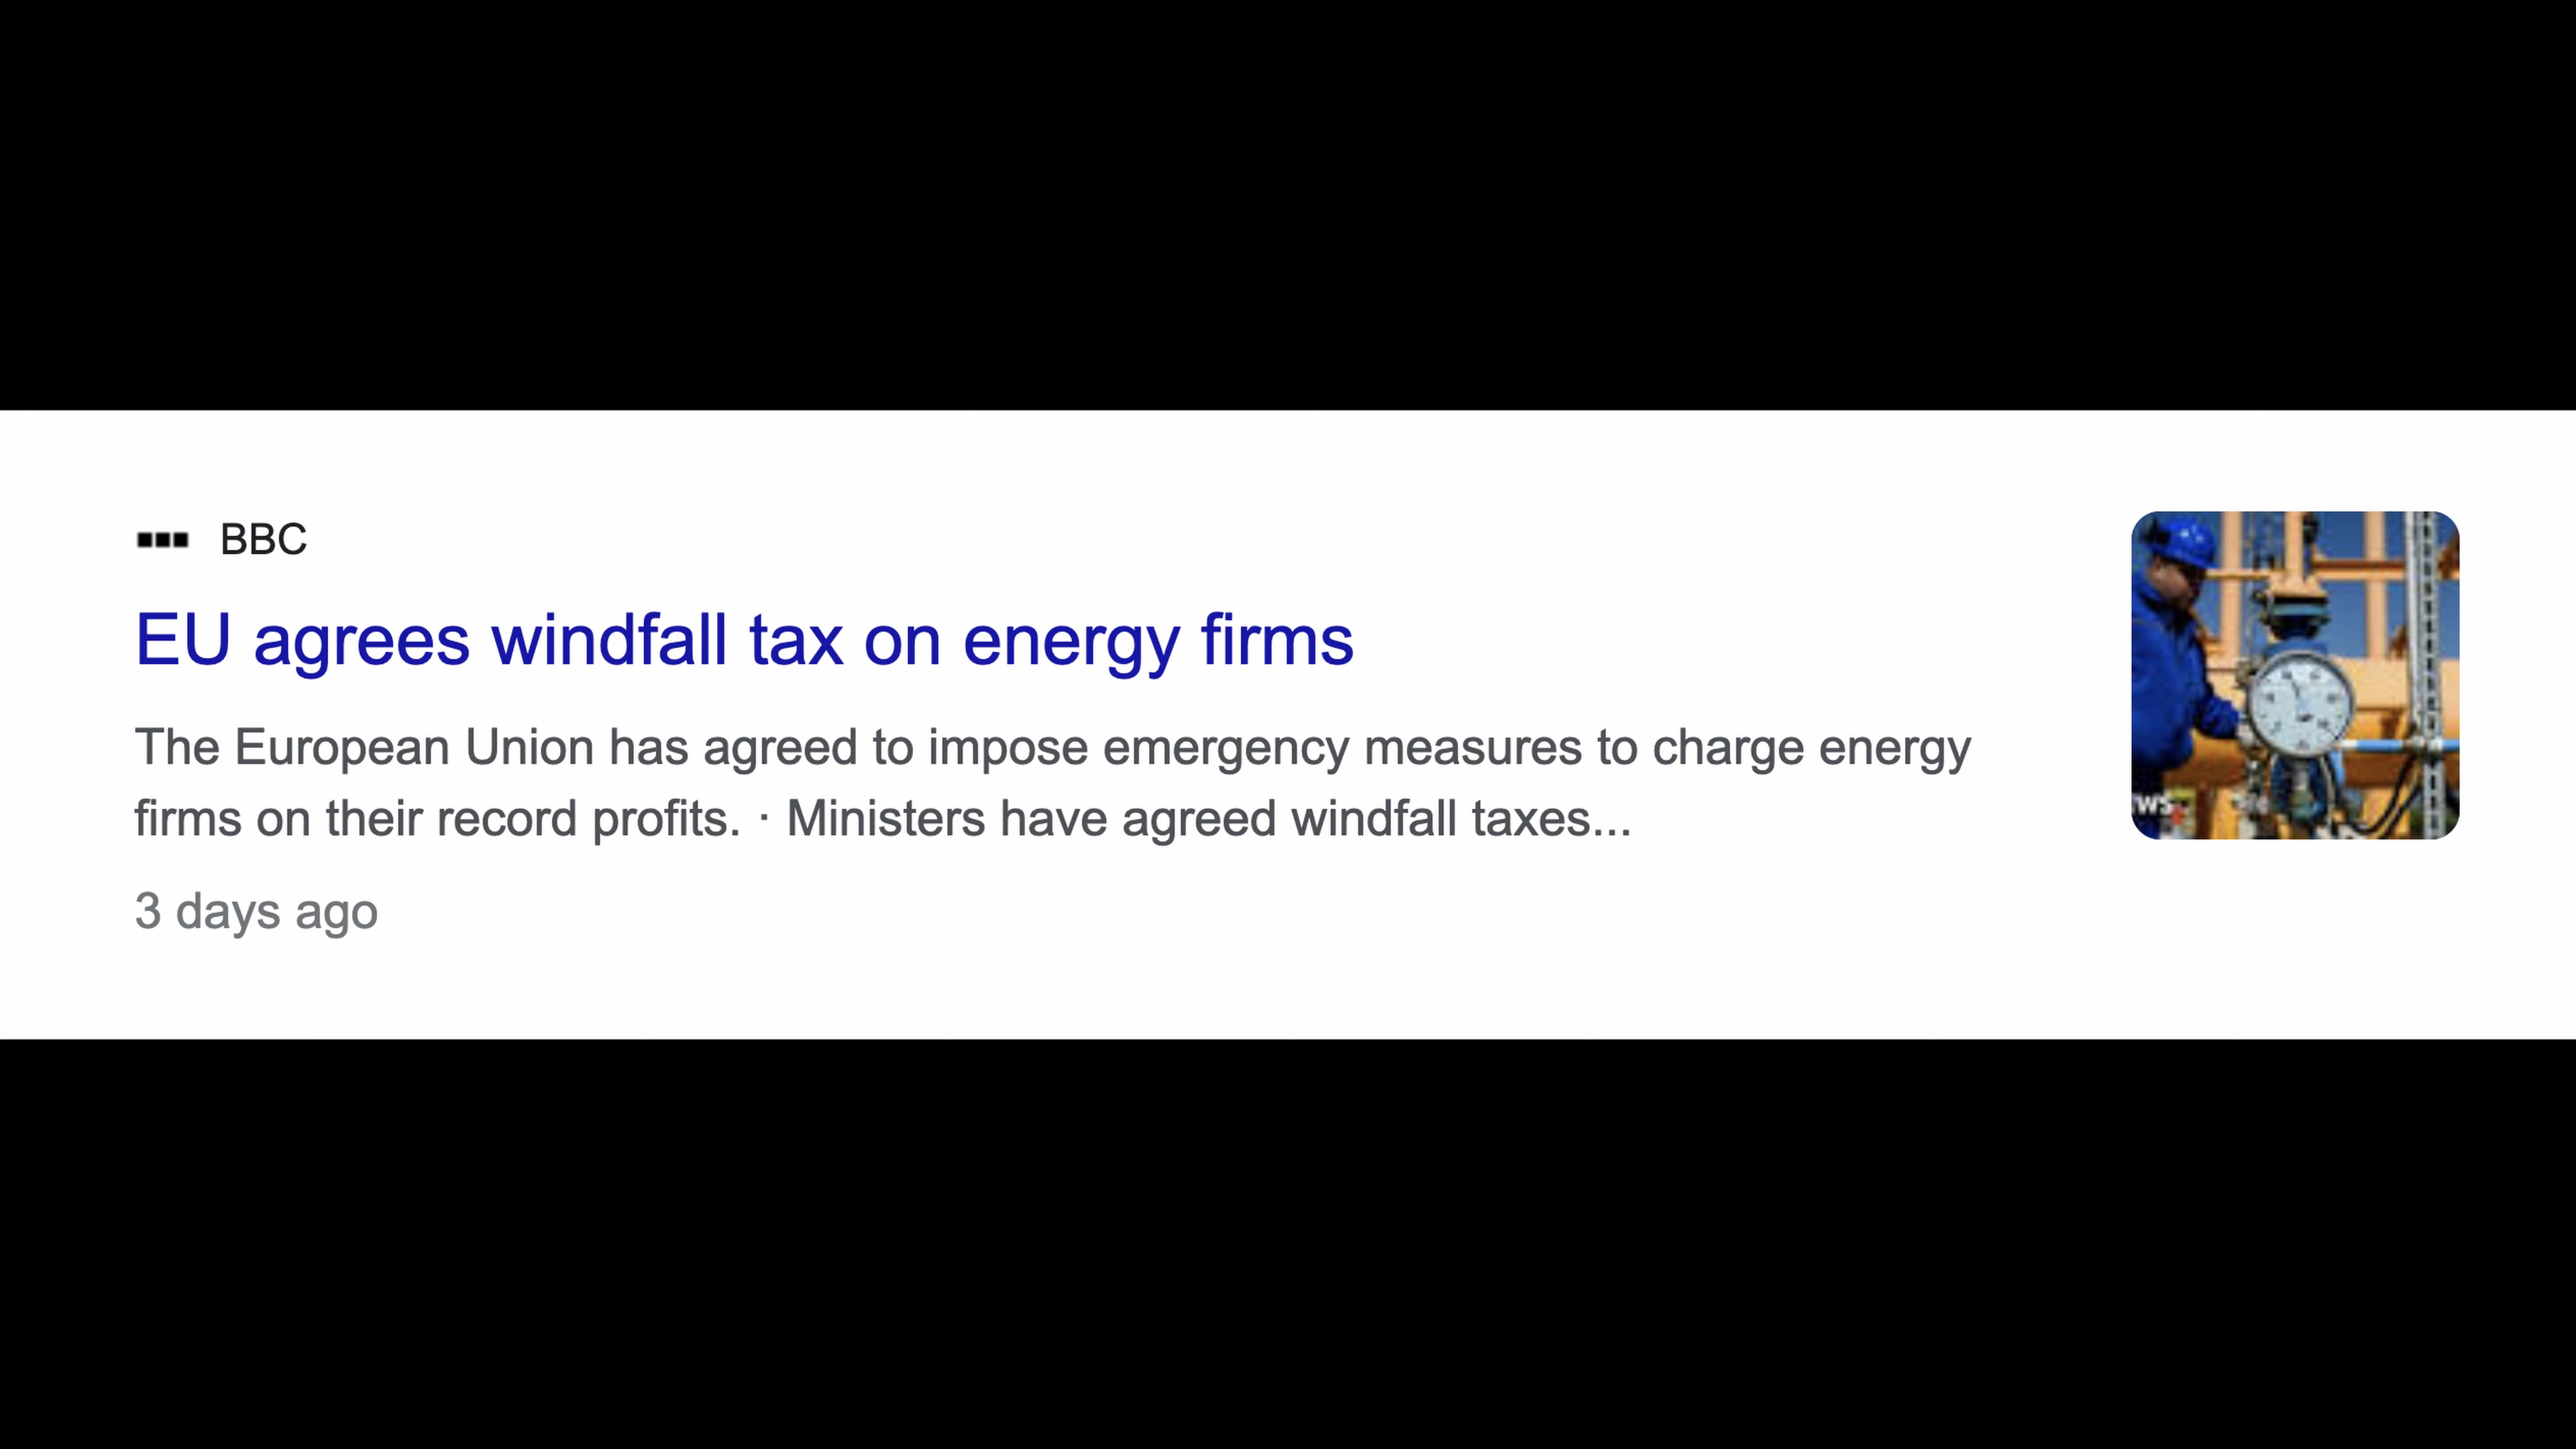 BBC
EU agrees windfall tax on energy firms
The European Union has agreed to impose emergency measures to charge energy
firms on their record profits. · Ministers have agreed windfall taxes...
3 days ago